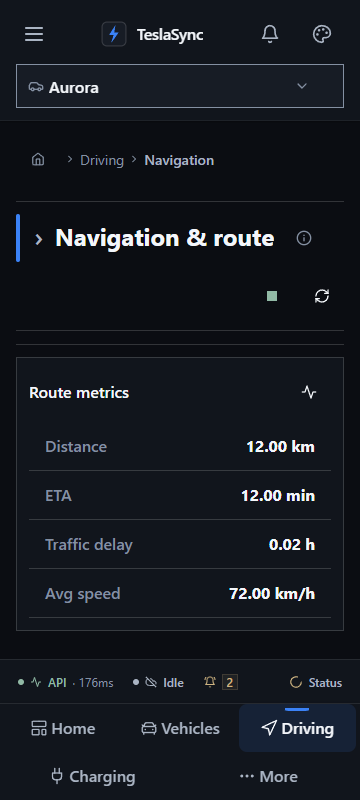 TeslaSync
Aurora
Driving Navigation
Navigation & route
Route metrics
Distance 12.00 km
ETA 12.00 min
Traffic delay 0.02 h
Avg speed 72.00 km/h
API · 176ms Idle 2 Status
Home Vehicles Driving
Charging More